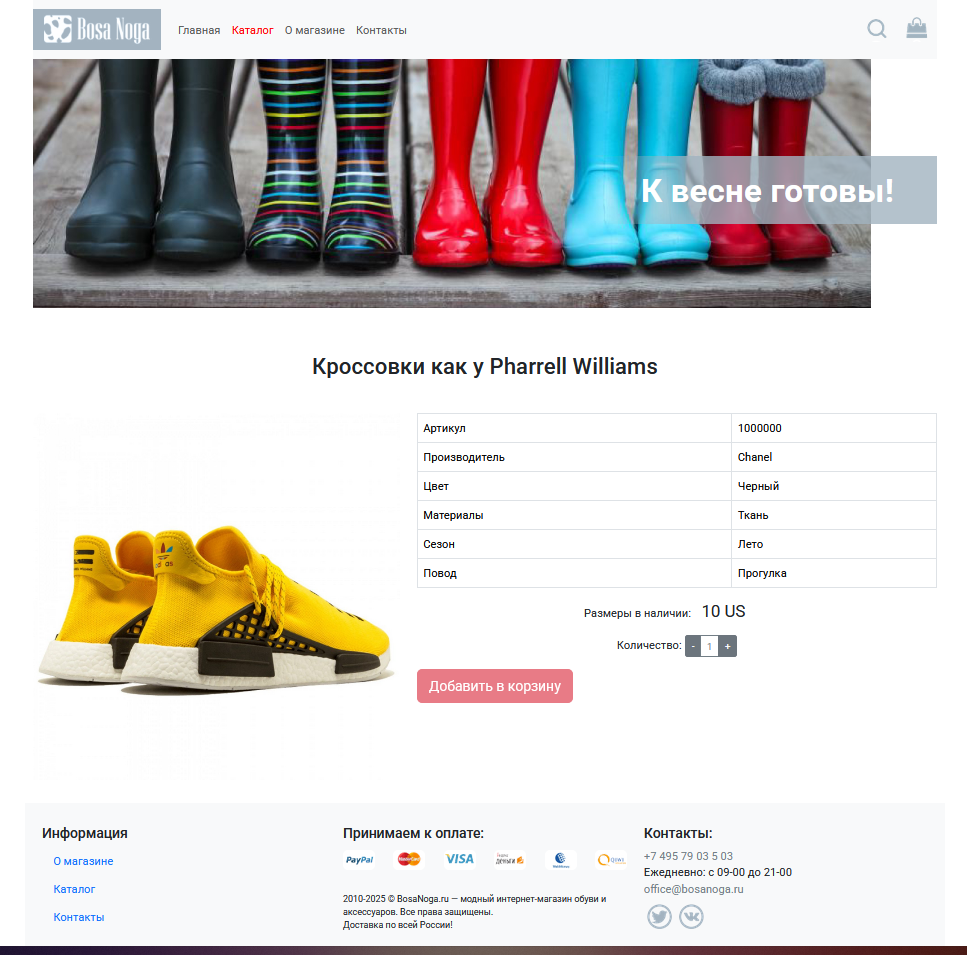 Bosa Noga
Главная Каталог О магазине Контакты
К весне готовы!
Кроссовки как у Pharrell Williams
Артикул 1000000
Производитель Chanel
Цвет Черный
Материалы Ткань
Сезон Лето
Повод Прогулка
Размеры в наличии: 10 US
Количество: - 1 +
Добавить в корзину
Информация
О магазине
Каталог
Контакты
Принимаем к оплате:
PayPal MasterCard VISA деньги
2010-2025 © BosaNoga.ru — модный интернет-магазин обуви и
аксессуаров. Все права защищены.
Доставка по всей России!
Контакты:
+7 495 79 03 5 03
Ежедневно: с 09-00 до 21-00
office@bosanoga.ru